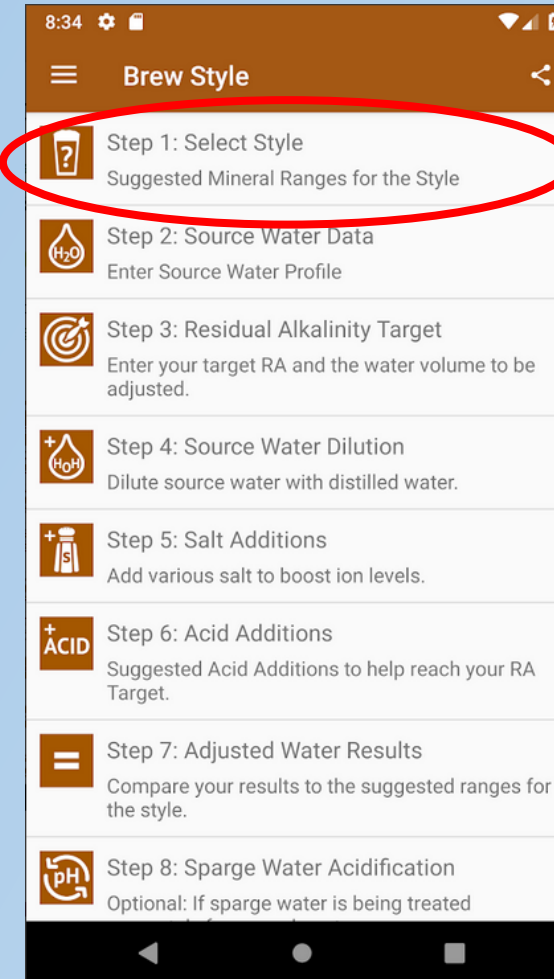 8:34
Brew Style
?
Step 1: Select Style
Suggested Mineral Ranges for the Style
H₂O
Step 2: Source Water Data
Enter Source Water Profile
Step 3: Residual Alkalinity Target
Enter your target RA and the water volume to be
adjusted.
+
HOH
Step 4: Source Water Dilution
Dilute source water with distilled water.
+
S
Step 5: Salt Additions
Add various salt to boost ion levels.
+
ACID
Step 6: Acid Additions
Suggested Acid Additions to help reach your RA
Target.
=
Step 7: Adjusted Water Results
Compare your results to the suggested ranges for
the style.
pH
Step 8: Sparge Water Acidification
Optional: If sparge water is being treated